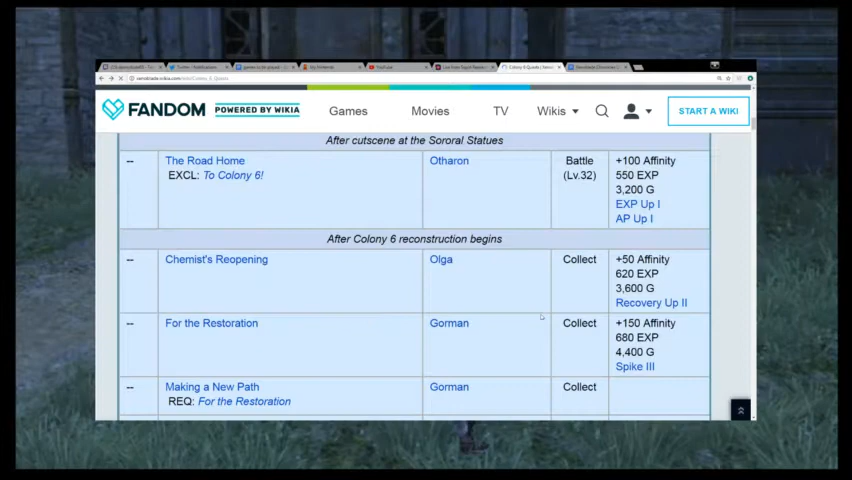 YouTube
FANDOM POWERED BY WIKIA Games Movies TV Wikis START A WIKI
After cutscene at the Sororal Statues
-- The Road Home Otharon Battle +100 Affinity
EXCL: To Colony 6! (Lv.32) 550 EXP
3,200 G
EXP Up I
AP Up I
After Colony 6 reconstruction begins
-- Chemist's Reopening Olga Collect +50 Affinity
620 EXP
3,600 G
Recovery Up II
-- For the Restoration Gorman Collect +150 Affinity
680 EXP
4,400 G
Spike III
-- Making a New Path Gorman Collect
REQ: For the Restoration